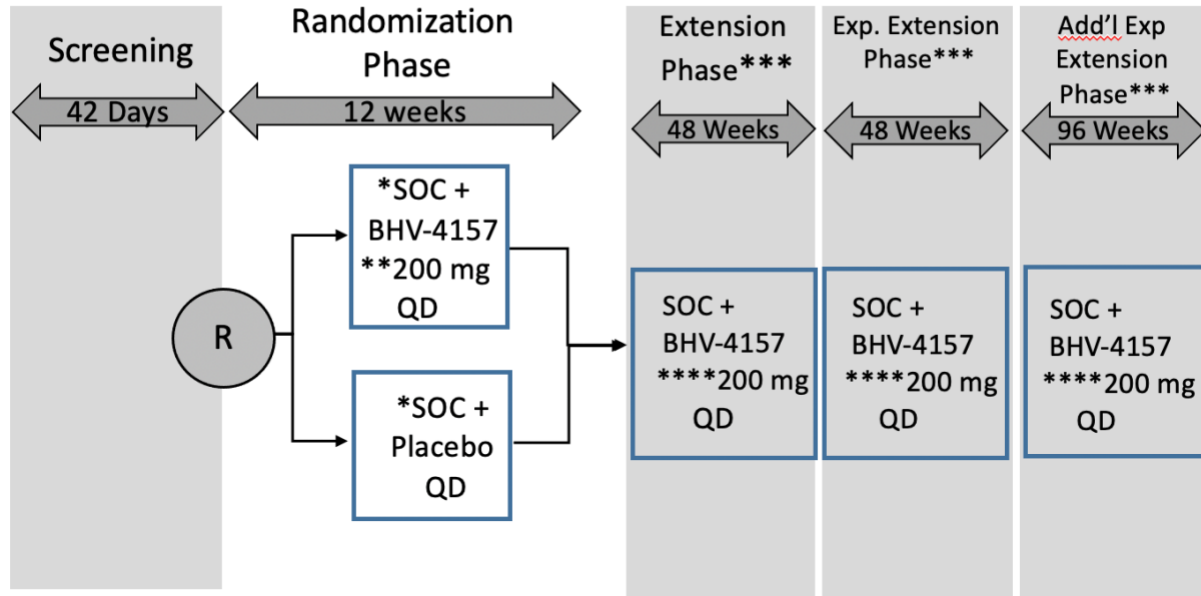 Screening
42 Days
Randomization
Phase
12 weeks
Extension
Phase***
48 Weeks
Exp. Extension
Phase***
48 Weeks
Add'l Exp
Extension
Phase***
96 Weeks
R
*SOC +
BHV-4157
**200 mg
QD
*SOC +
Placebo
QD
SOC +
BHV-4157
****200 mg
QD
SOC +
BHV-4157
****200 mg
QD
SOC +
BHV-4157
****200 mg
QD